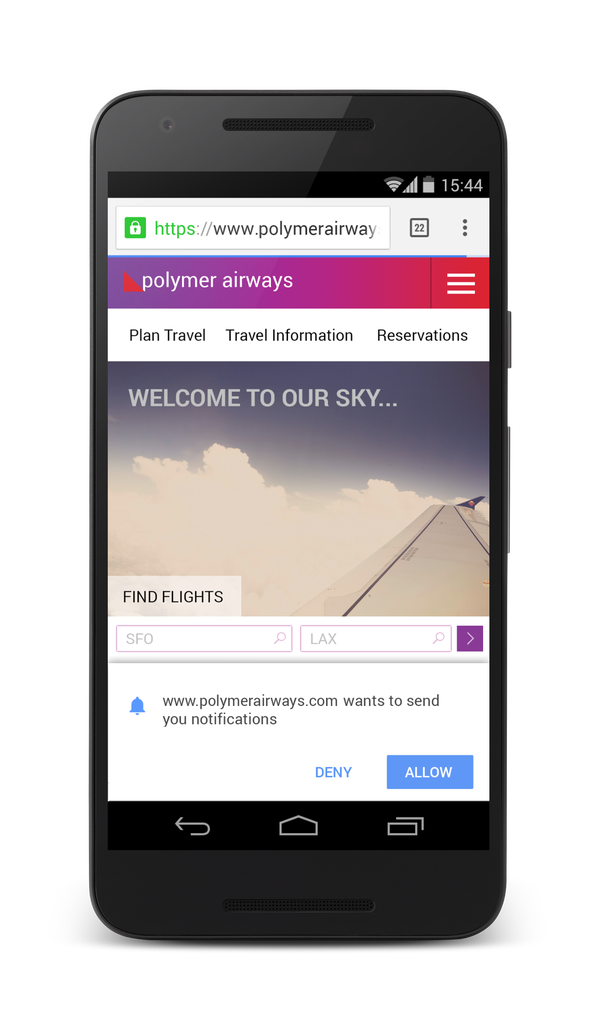 15:44
https://www.polymerairway
22
polymer airways
Plan Travel Travel Information Reservations
WELCOME TO OUR SKY...
FIND FLIGHTS
SFO LAX
www.polymerairways.com wants to send
you notifications
DENY ALLOW